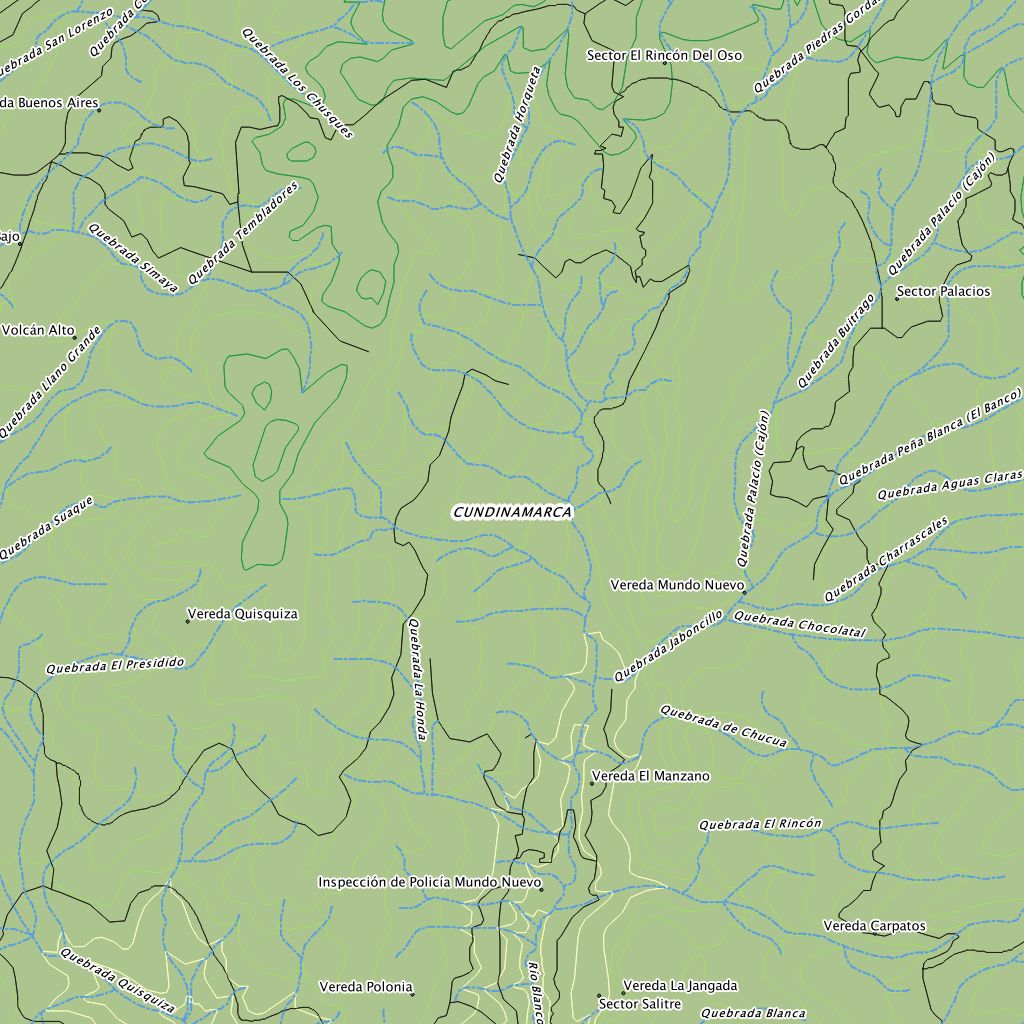 Quebrada San Lorenzo
Quebrada Los Chusques
Quebrada Horqueta
Sector El Rincón Del Oso
Quebrada Piedras Gorda
da Buenos Aires
Quebrada Tembladores
Quebrada Simaya
Quebrada Palacio (Cajón)
Sector Palacios
Volcán Alto
Quebrada Llano Grande
Quebrada Buitrago
Quebrada Palacio (Cajón)
Quebrada Peña Blanca (El Banco)
Quebrada Aguas Claras
Quebrada Suaque
CUNDINAMARCA
Quebrada Charrascales
Vereda Mundo Nuevo
Vereda Quisquiza
Quebrada Chocolatal
Quebrada Jaboncillo
Quebrada El Presidido
Quebrada La Honda
Quebrada de Chucua
Vereda El Manzano
Quebrada El Rincón
Inspección de Policía Mundo Nuevo
Vereda Carpatos
Quebrada Quisquiza
Río Blanco
Vereda Polonia
Vereda La Jangada
Sector Salitre
Quebrada Blanca